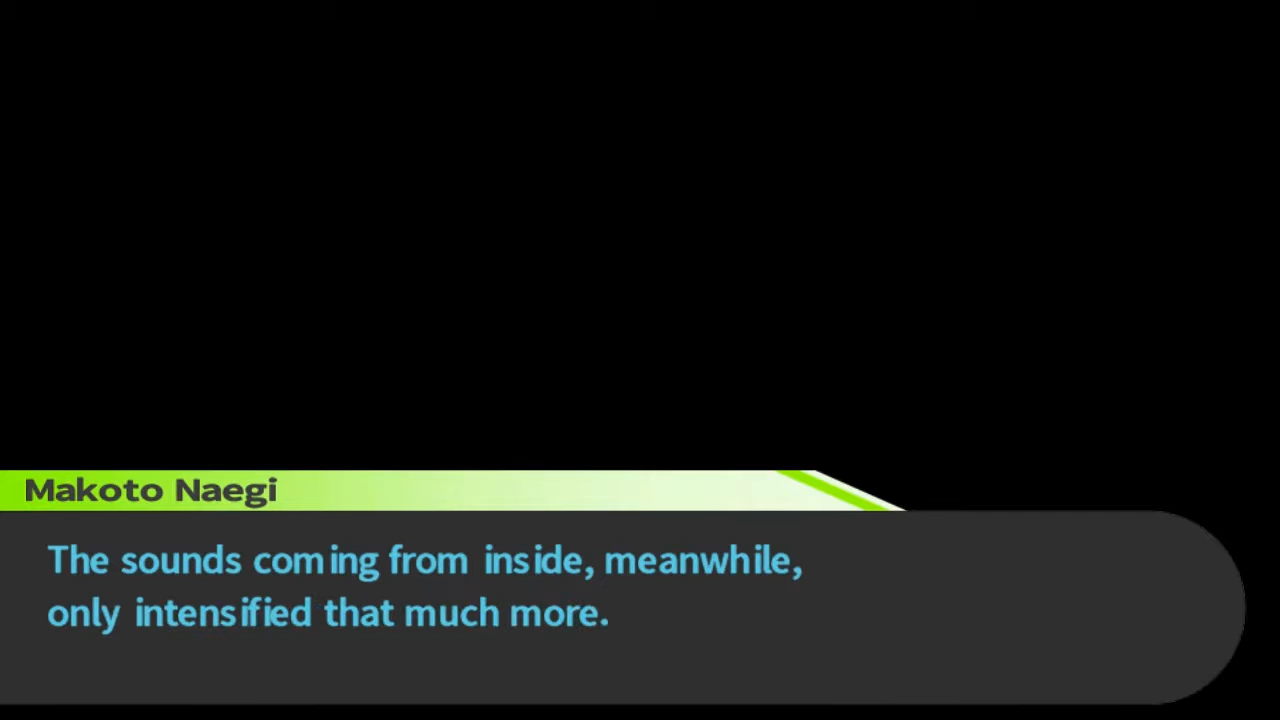 Makoto Naegi
The sounds coming from inside, meanwhile,
only intensified that much more.